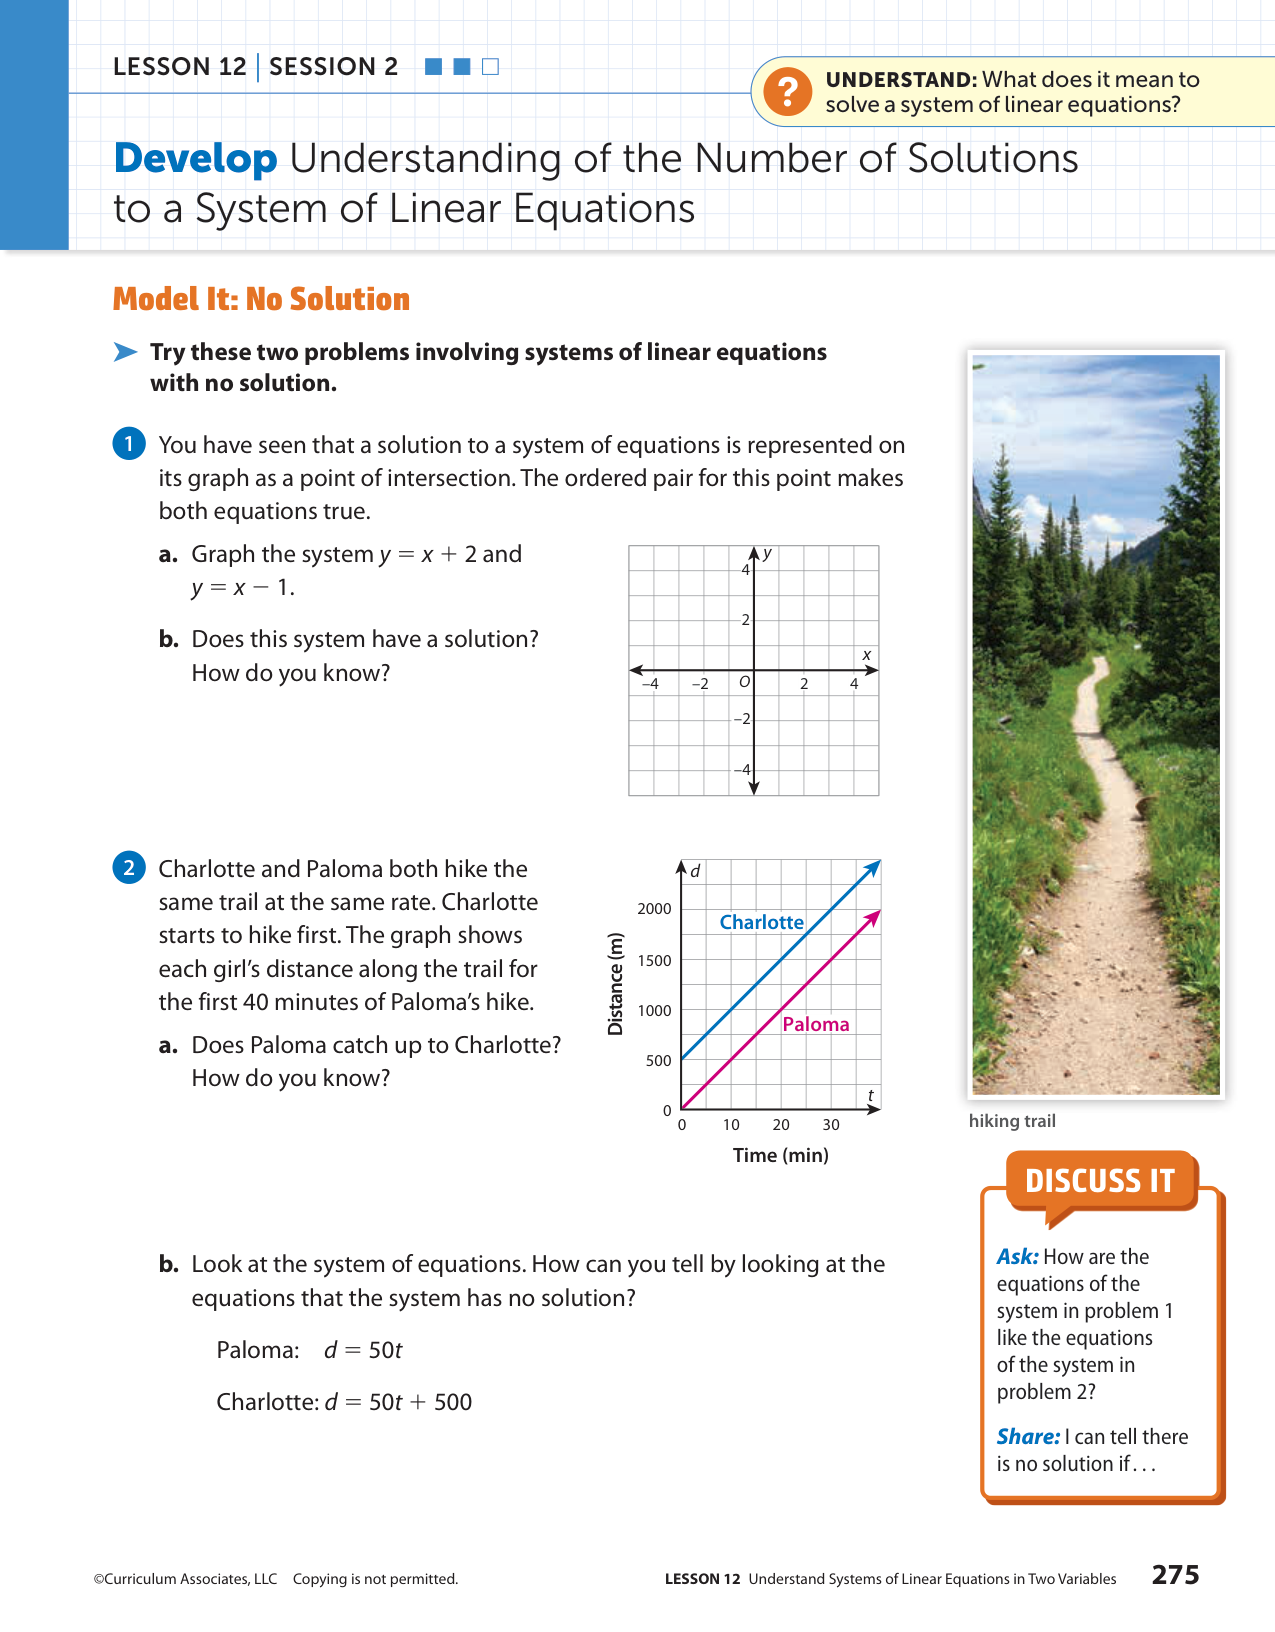 LESSON 12 | SESSION 2
? UNDERSTAND: What does it mean to
solve a system of linear equations?
Develop Understanding of the Number of Solutions
to a System of Linear Equations
Model It: No Solution
Try these two problems involving systems of linear equations
with no solution.
1 You have seen that a solution to a system of equations is represented on
its graph as a point of intersection. The ordered pair for this point makes
both equations true.
a. Graph the system y = x + 2 and
y = x − 1.
b. Does this system have a solution?
How do you know?
y
4
2
x
–4 –2 O 2 4
–2
–4
2 Charlotte and Paloma both hike the
same trail at the same rate. Charlotte
starts to hike first. The graph shows
each girl's distance along the trail for
the first 40 minutes of Paloma's hike.
a. Does Paloma catch up to Charlotte?
How do you know?
d
2000
Charlotte
1500
1000
Paloma
500
t
0
0 10 20 30
Distance (m)
Time (min)
hiking trail
b. Look at the system of equations. How can you tell by looking at the
equations that the system has no solution?
Paloma: d = 50t
Charlotte: d = 50t + 500
DISCUSS IT
Ask: How are the
equations of the
system in problem 1
like the equations
of the system in
problem 2?
Share: I can tell there
is no solution if . . .
©Curriculum Associates, LLC Copying is not permitted.
LESSON 12 Understand Systems of Linear Equations in Two Variables 275